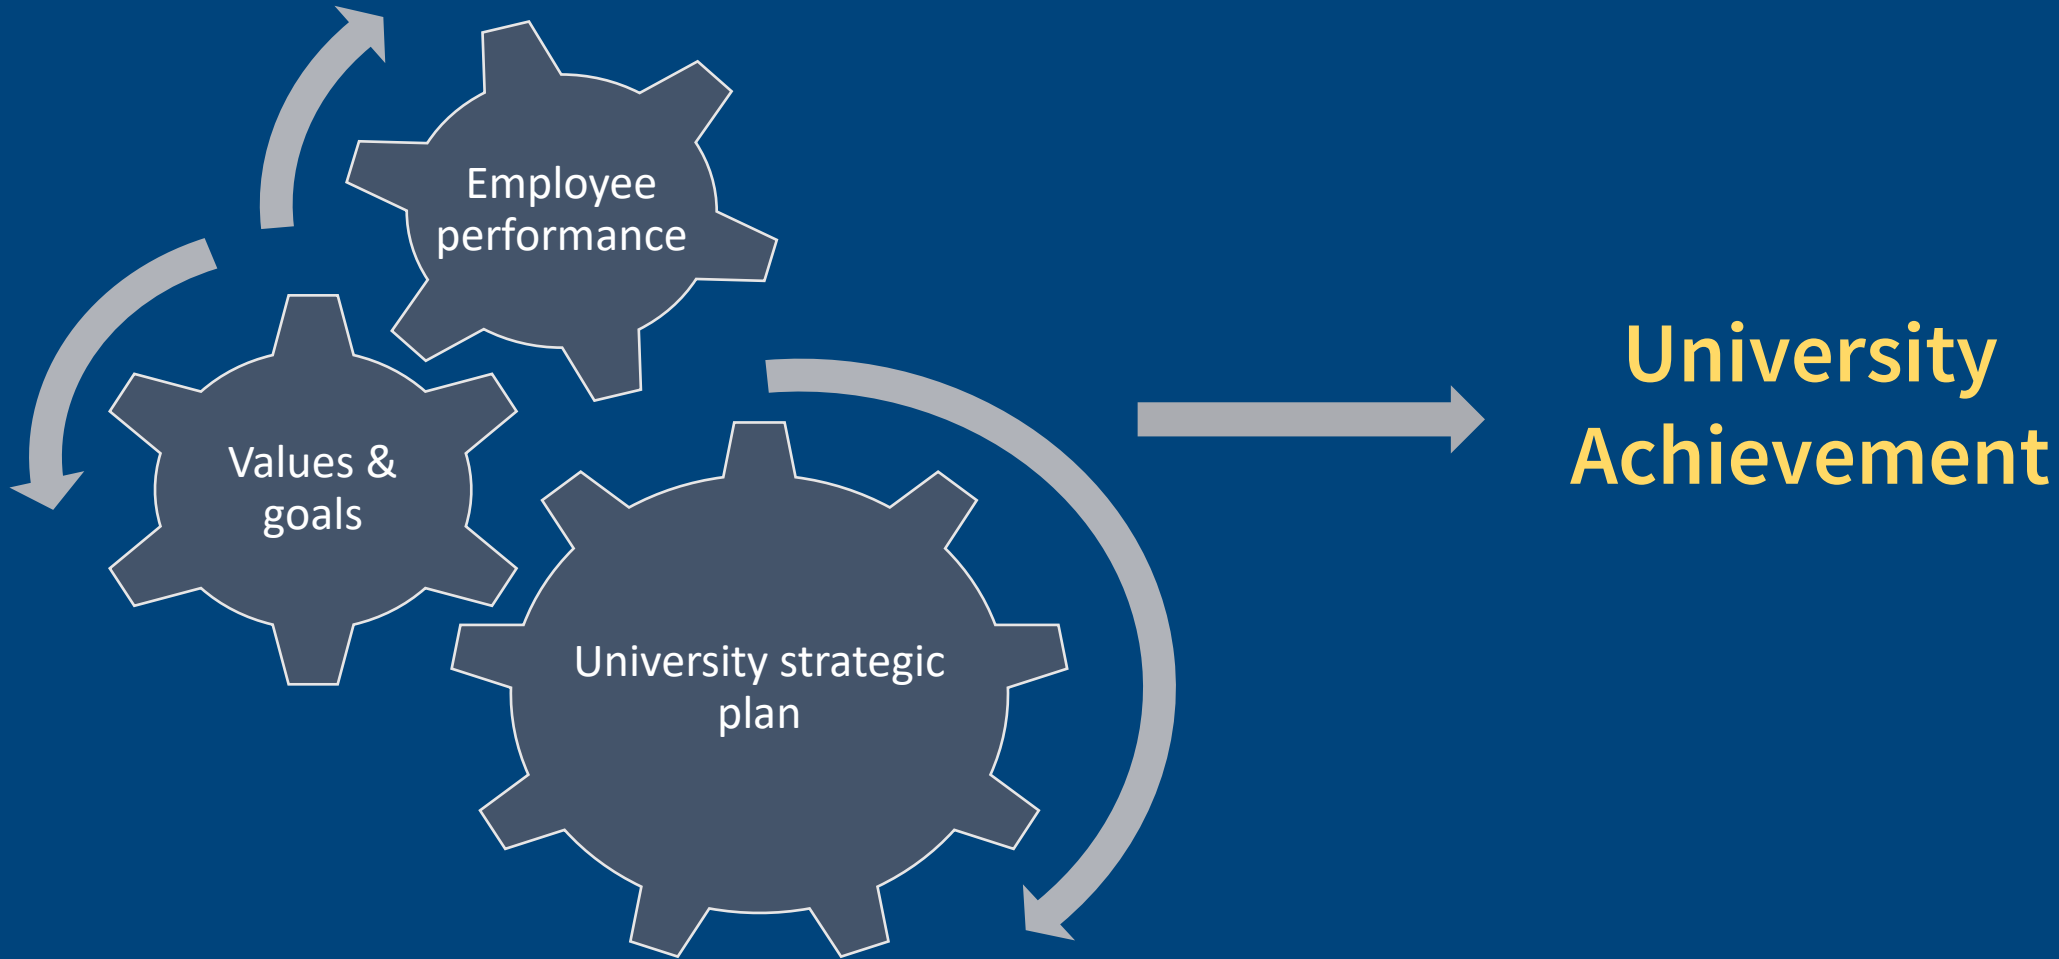 Employee
performance
Values &
goals
University strategic
plan
University
Achievement